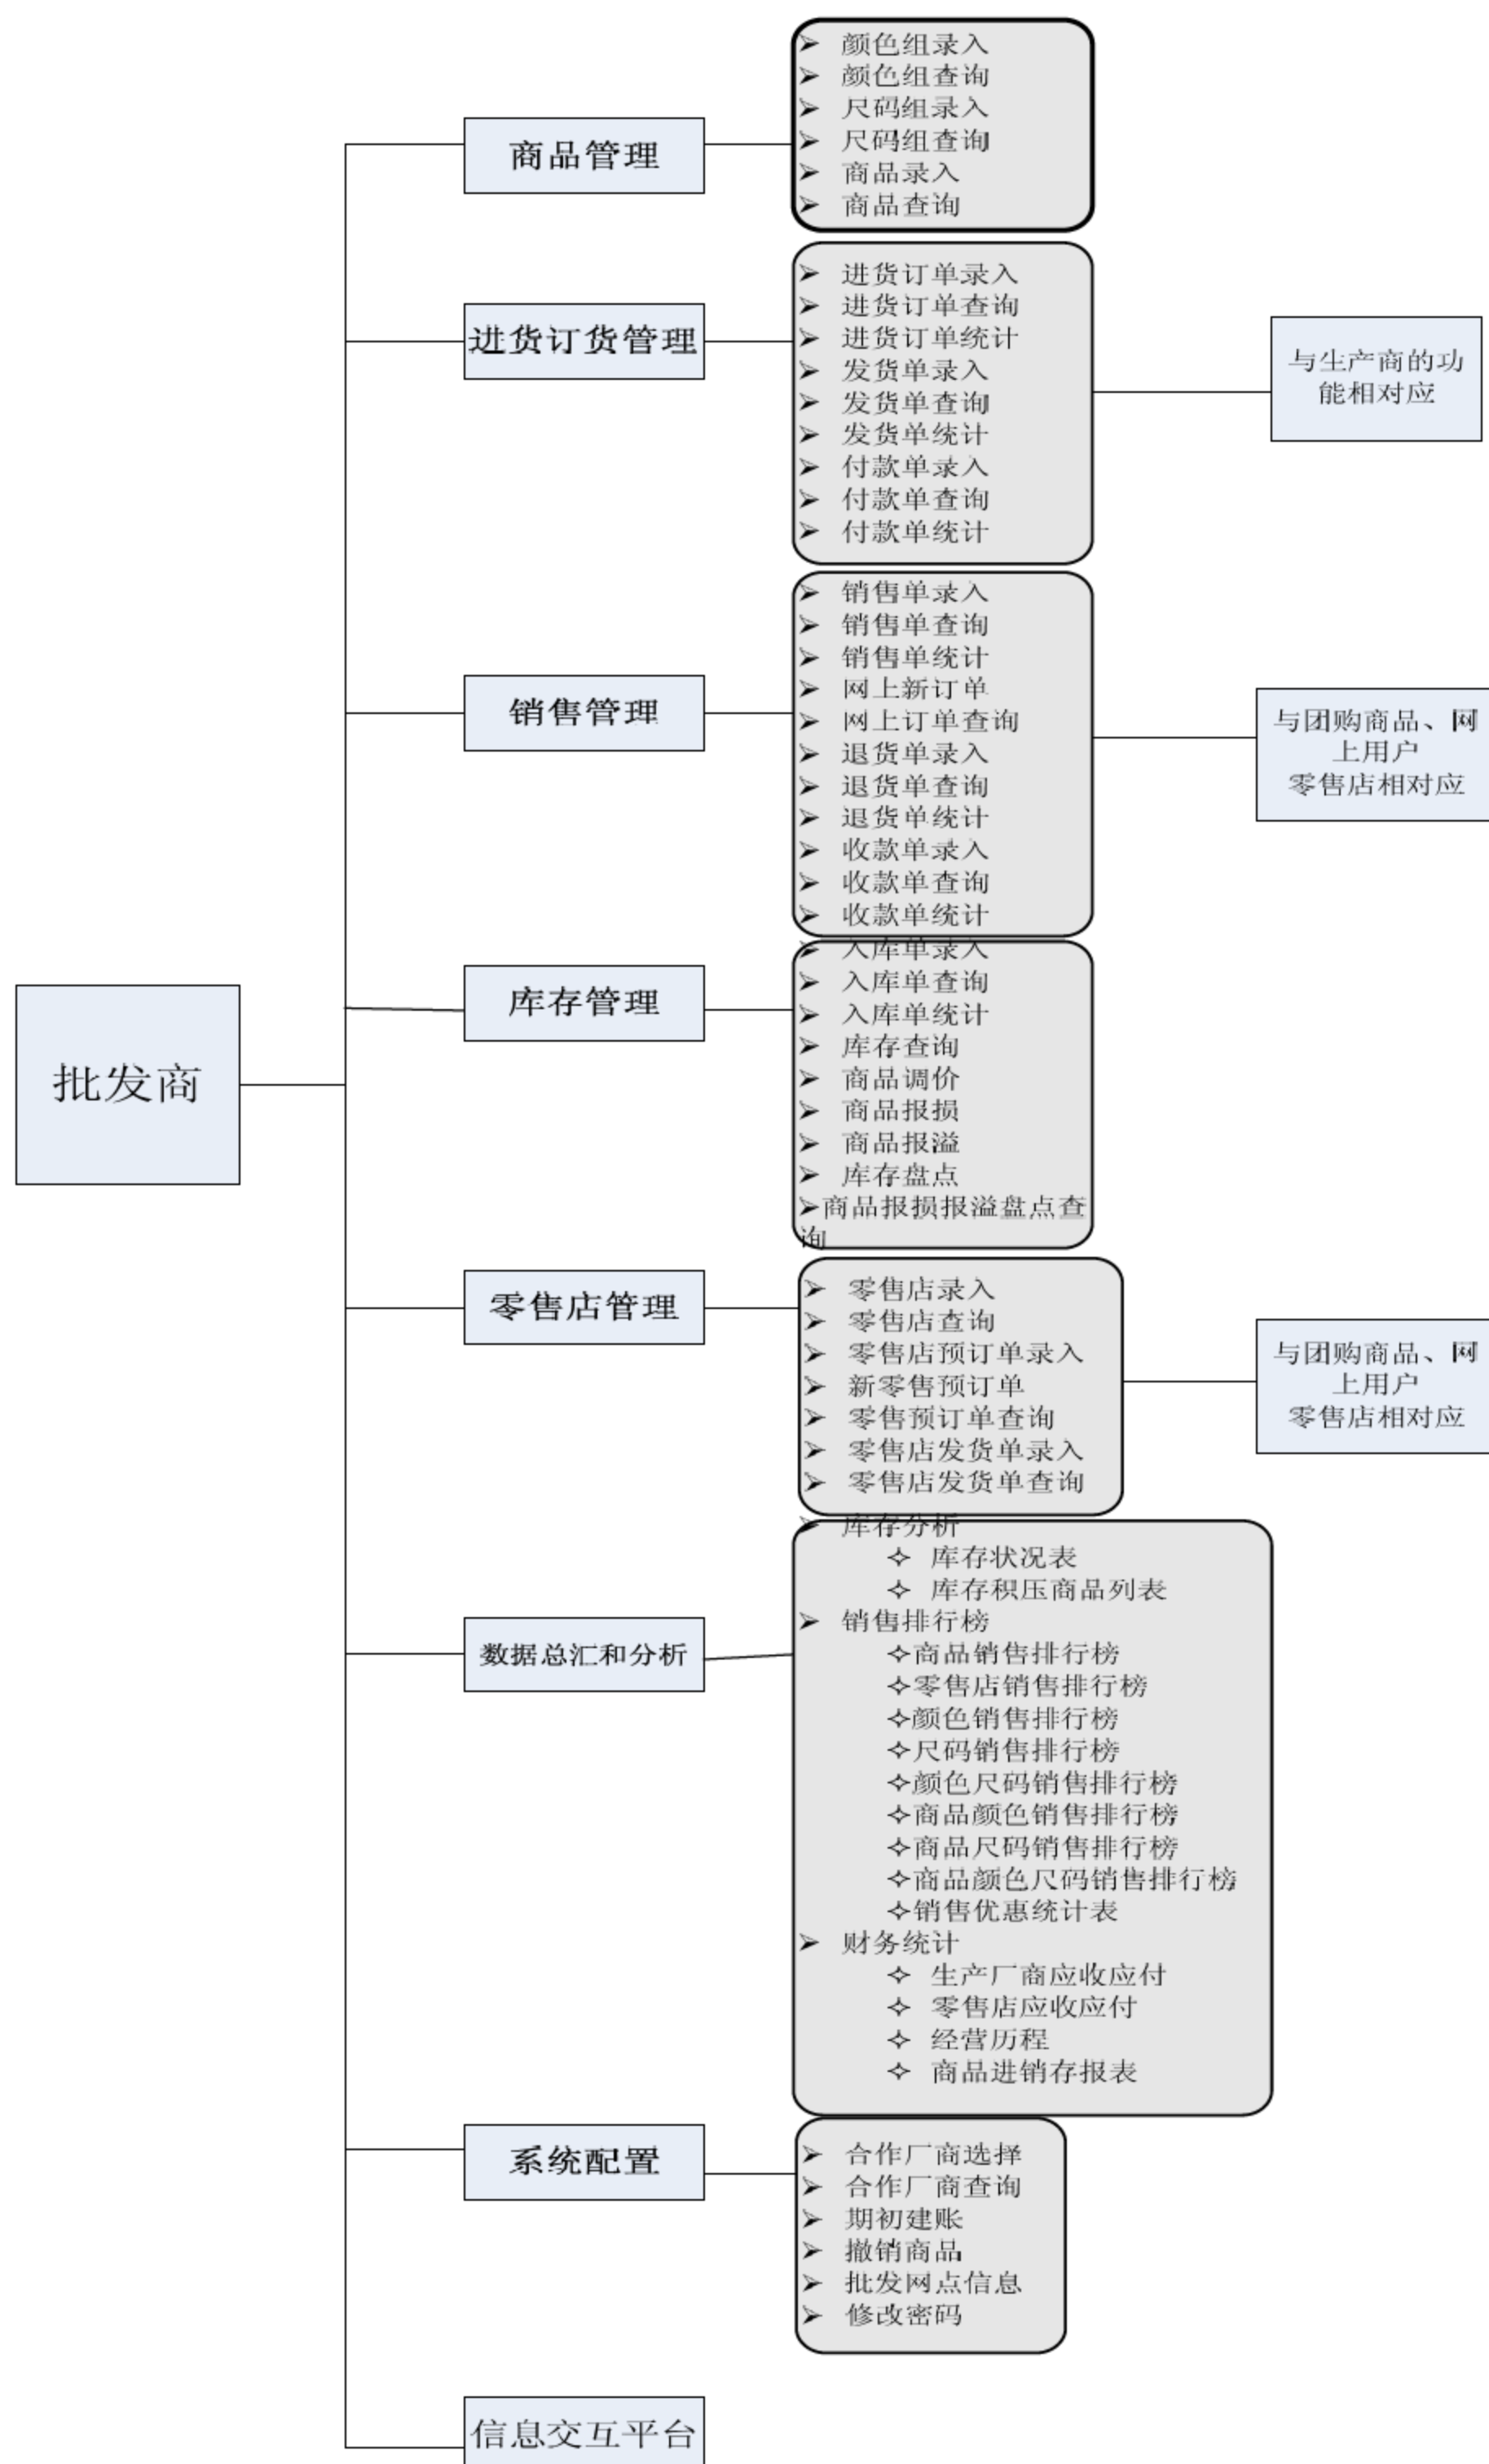 批发商
商品管理
颜色组录入
颜色组查询
尺码组录入
尺码组查询
商品录入
商品查询
进货订货管理
进货订单录入
进货订单查询
进货订单统计
发货单录入
发货单查询
发货单统计
付款单录入
付款单查询
付款单统计
与生产商的功
能相对应
销售管理
销售单录入
销售单查询
销售单统计
网上新订单
网上订单查询
退货单录入
退货单查询
退货单统计
收款单录入
收款单查询
收款单统计
与团购商品、网
上用户
零售店相对应
库存管理
入库单录入
入库单查询
入库单统计
库存查询
商品调价
商品报损
商品报溢
库存盘点
商品报损报溢盘点查
询
零售店管理
零售店录入
零售店查询
零售店预订单录入
新零售预订单
零售预订单查询
零售店发货单录入
零售店发货单查询
与团购商品、网
上用户
零售店相对应
数据总汇和分析
库存分析
库存状况表
库存积压商品列表
销售排行榜
商品销售排行榜
零售店销售排行榜
颜色销售排行榜
尺码销售排行榜
颜色尺码销售排行榜
商品颜色销售排行榜
商品尺码销售排行榜
商品颜色尺码销售排行榜
销售优惠统计表
财务统计
生产厂商应收应付
零售店应收应付
经营历程
商品进销存报表
系统配置
合作厂商选择
合作厂商查询
期初建账
撤销商品
批发网点信息
修改密码
信息交互平台